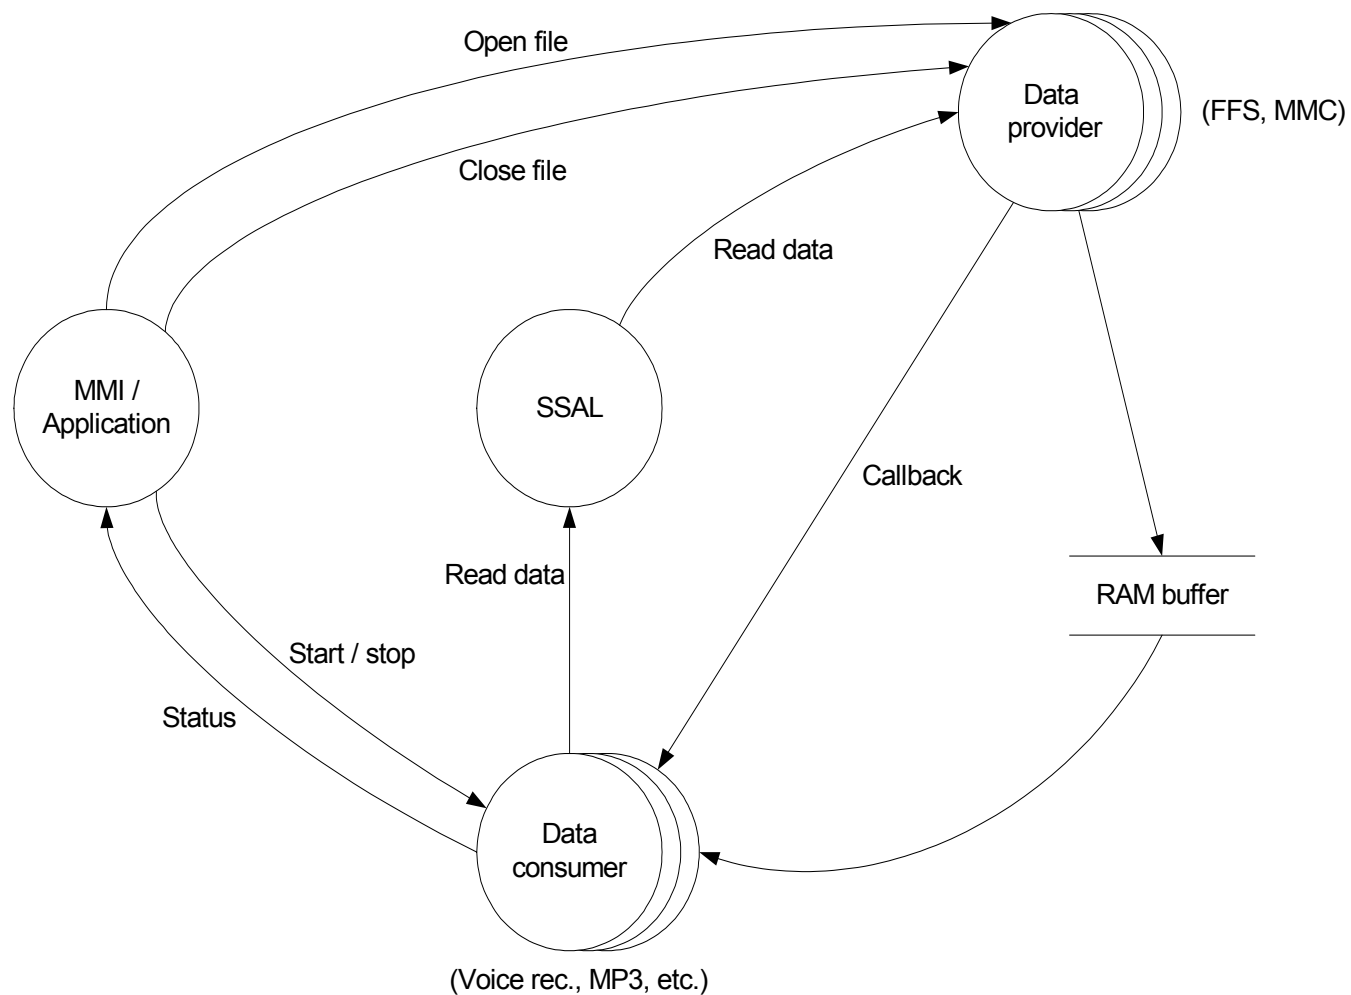 Open file
Data
provider
(FFS, MMC)
Close file
Read data
MMI /
Application
SSAL
Callback
Read data
RAM buffer
Start / stop
Status
Data
consumer
(Voice rec., MP3, etc.)